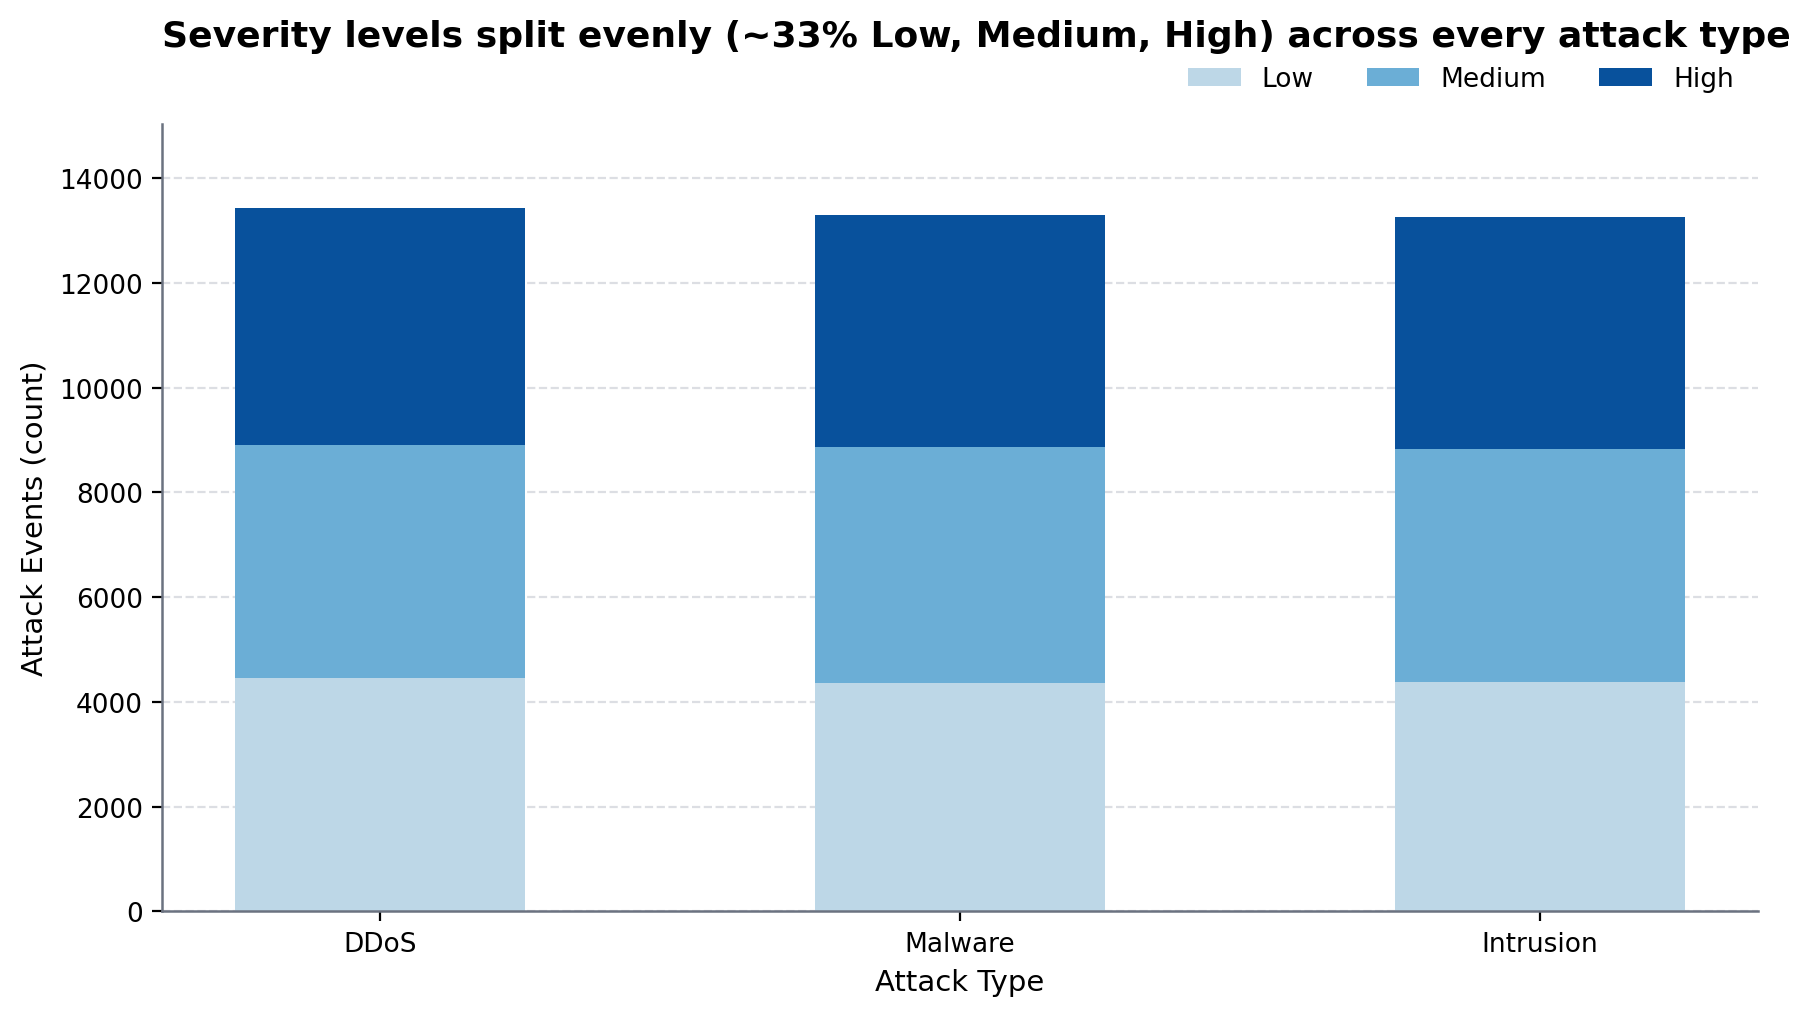 Severity levels split evenly (~33% Low, Medium, High) across every attack type
Low Medium High
Attack Events (count)
14000
12000
10000
8000
6000
4000
2000
0
DDoS Malware Intrusion
Attack Type